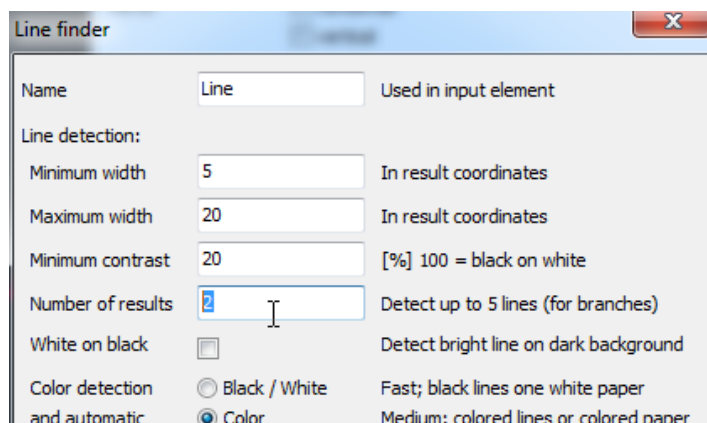 Line finder
Name Line Used in input element
Line detection:
Minimum width 5 In result coordinates
Maximum width 20 In result coordinates
Minimum contrast 20 [%] 100 = black on white
Number of results 2 Detect up to 5 lines (for branches)
White on black Detect bright line on dark background
Color detection Black / White Fast; black lines one white paper
and automatic Color Medium: colored lines or colored paper